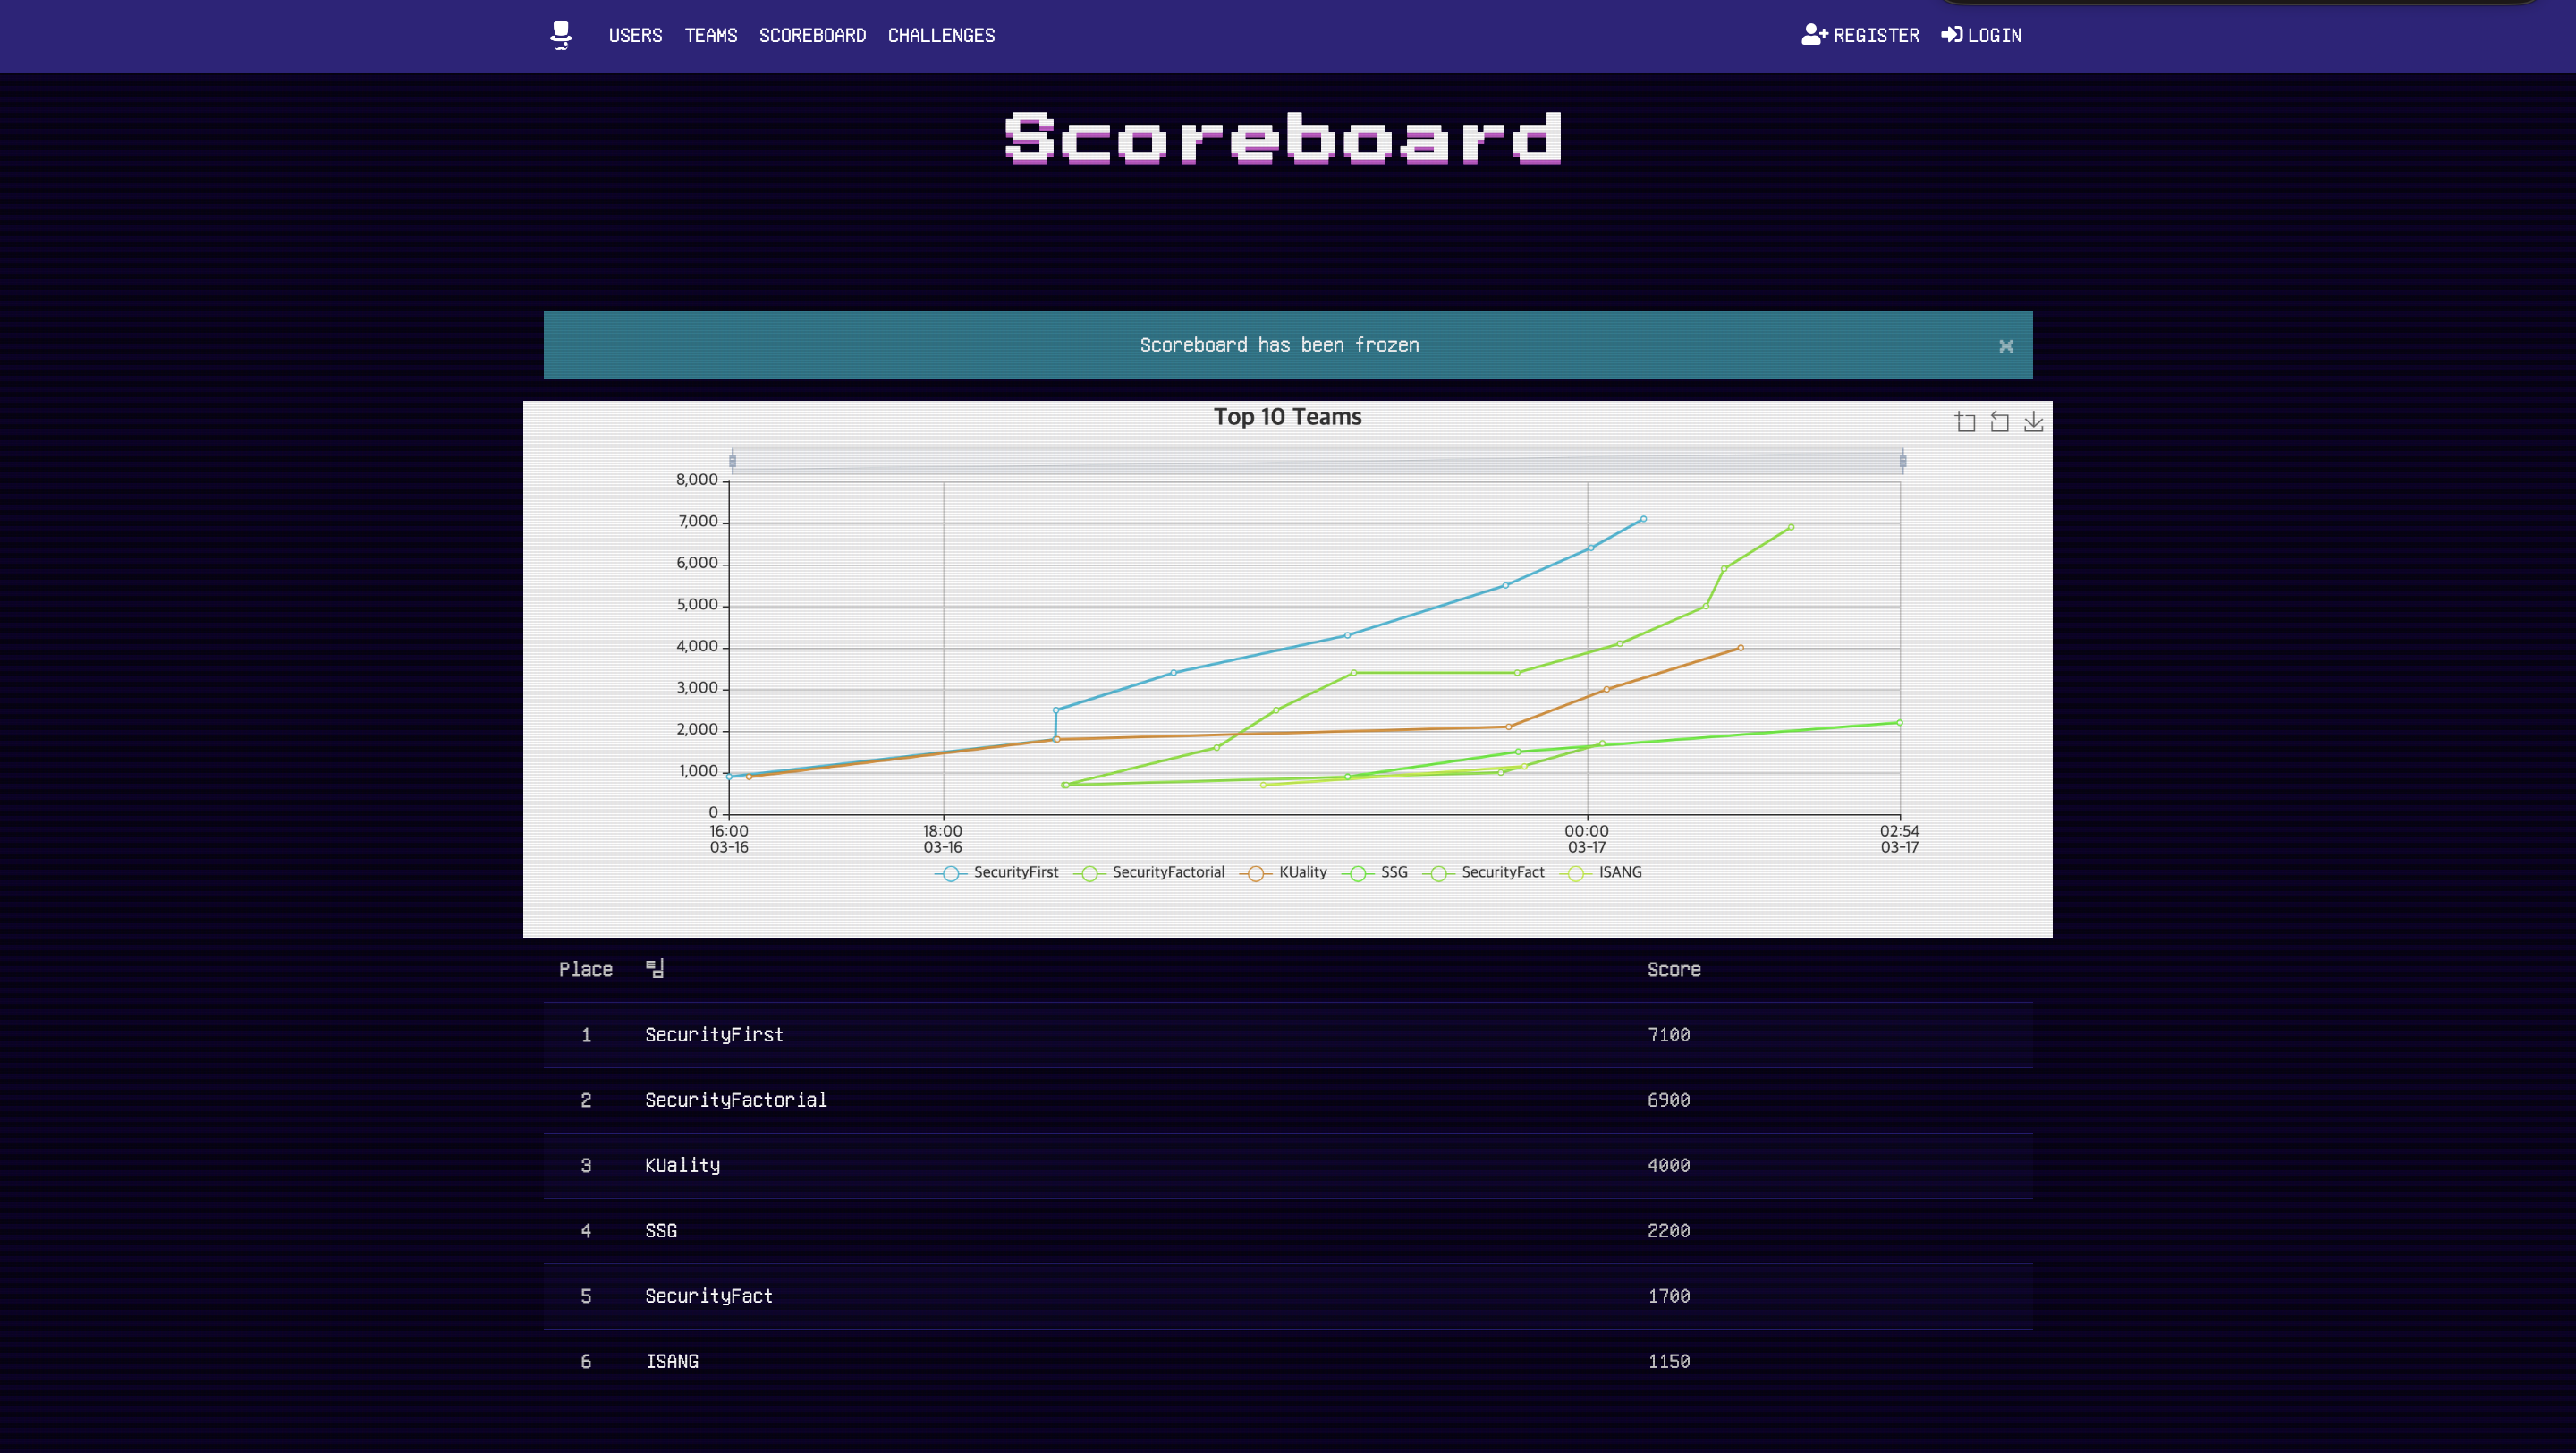 USERS TEAMS SCOREBOARD CHALLENGES REGISTER LOGIN
Scoreboard
Scoreboard has been frozen
Top 10 Teams
8,000
7,000
6,000
5,000
4,000
3,000
2,000
1,000
0
16:00 18:00 00:00 02:54
03-16 03-16 03-17 03-17
SecurityFirst SecurityFactorial KUality SSG SecurityFact ISANG
Place Score
1 SecurityFirst 7100
2 SecurityFactorial 6900
3 KUality 4000
4 SSG 2200
5 SecurityFact 1700
6 ISANG 1150